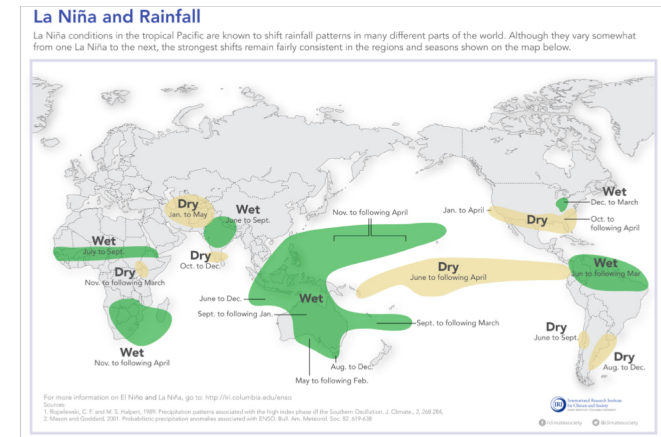 La Niña and Rainfall
La Niña conditions in the tropical Pacific are known to shift rainfall patterns in many different parts of the world. Although they vary somewhat
from one La Niña to the next, the strongest shifts remain fairly consistent in the regions and seasons shown on the map below.
Dry
Jan. to May
Wet
June to Sept.
Nov. to following April
Jan. to April
Wet
Dec. to March
Dry
Oct. to
following April
Wet
July to Sept.
Dry
Oct. to Dec.
Dry
Nov. to following March
Dry
June to following April
Wet
Jun to following Mar.
June to Dec.
Wet
Sept. to following Jan.
Sept. to following March
Dry
June to Sept.
Dry
Aug. to Dec.
Wet
Nov. to following April
Aug. to Dec.
May to following Feb.
For more information on El Niño and La Niña, go to: http://iri.columbia.edu/enso
Sources:
1. Ropelewski, C. F. and M. S. Halpert, 1989. Precipitation patterns associated with the high index phase of the Southern Oscillation. J. Climate., 2, 268 284,
2. Mason and Goddard, 2001. Probabilistic precipitation anomalies associated with ENSO. Bull. Am. Meteorol. Soc. 82, 619-638
IRI
International Research Institute
for Climate and Society
climatesociety
@climatesociety